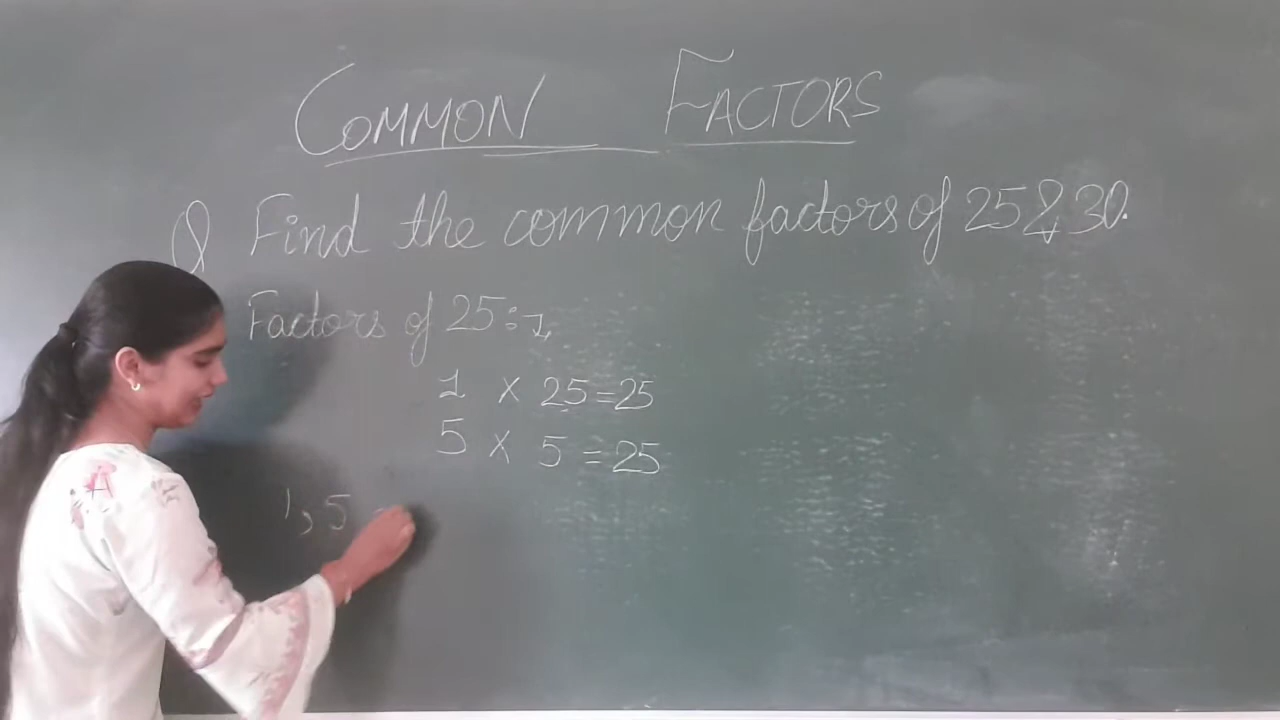 COMMON FACTORS
Q Find the common factors of 25 & 30.
Factors of 25:-
1 × 25 = 25
5 × 5 = 25
1, 5